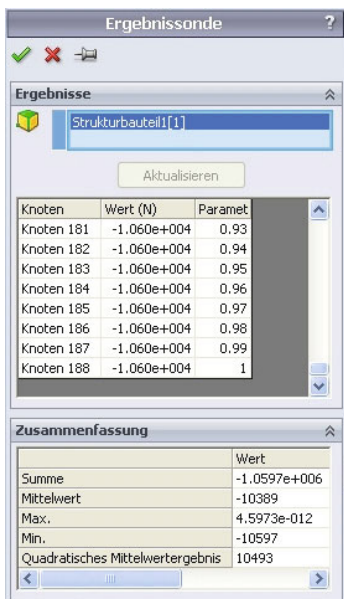 Ergebnissonde ?
Ergebnisse
Strukturbauteil1[1]
Aktualisieren
Knoten Wert (N) Paramet
Knoten 181 -1.060e+004 0.93
Knoten 182 -1.060e+004 0.94
Knoten 183 -1.060e+004 0.95
Knoten 184 -1.060e+004 0.96
Knoten 185 -1.060e+004 0.97
Knoten 186 -1.060e+004 0.98
Knoten 187 -1.060e+004 0.99
Knoten 188 -1.060e+004 1
Zusammenfassung
Wert
Summe -1.0597e+006
Mittelwert -10389
Max. 4.5973e-012
Min. -10597
Quadratisches Mittelwertergebnis 10493